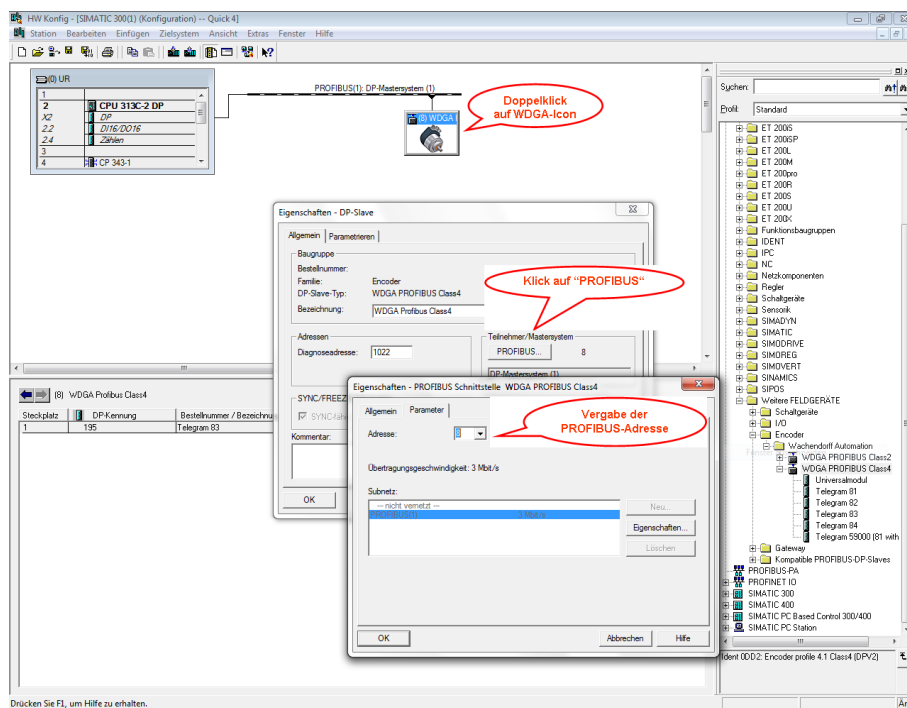 HW Konfig - [SIMATIC 300(1) (Konfiguration) -- Quick 4]
Station Bearbeiten Einfügen Zielsystem Ansicht Extras Fenster Hilfe
(0) UR
1
2 CPU 313C-2 DP
X2 DP
2.2 DI16/DO16
2.4 Zählen
3
4 CP 343-1
PROFIBUS(1): DP-Mastersystem (1)
(8) WDGA
Doppelklick
auf WDGA-Icon
Suchen:
Profil: Standard
ET 200iS
ET 200iSP
ET 200L
ET 200M
ET 200pro
ET 200R
ET 200S
ET 200U
ET 200X
Funktionsbaugruppen
IDENT
IPC
NC
Netzkomponenten
Regler
Schaltgeräte
Sensorik
SIMADYN
SIMATIC
SIMODRIVE
SIMOREG
SIMOVERT
SINAMICS
SIPOS
Weitere FELDGERÄTE
Schaltgeräte
I/O
Encoder
Wachendorff Automation
WDGA PROFIBUS Class2
WDGA PROFIBUS Class4
Universalmodul
Telegram 81
Telegram 82
Telegram 83
Telegram 84
Telegram 59000 (81 with
Gateway
Kompatible PROFIBUS-DP-Slaves
PROFIBUS-PA
PROFINET IO
SIMATIC 300
SIMATIC 400
SIMATIC PC Based Control 300/400
SIMATIC PC Station
Ident 0DD2: Encoder profile 4.1 Class4 (DPV2)
Eigenschaften - DP-Slave
Allgemein Parametrieren
Baugruppe
Bestellnummer:
Familie: Encoder
DP-Slave-Typ: WDGA PROFIBUS Class4
Bezeichnung: WDGA Profibus Class4
Klick auf "PROFIBUS"
Adressen
Diagnoseadresse: 1022
Teilnehmer/Mastersystem
PROFIBUS... 8
DP-Mastersystem (1)
SYNC/FREEZ
SYNC-fäh
Kommentar:
OK
(8) WDGA Profibus Class4
Steckplatz DP-Kennung Bestellnummer / Bezeichnu
1 195 Telegram 83
Eigenschaften - PROFIBUS Schnittstelle WDGA PROFIBUS Class4
Allgemein Parameter
Adresse: 8
Vergabe der
PROFIBUS-Adresse
Übertragungsgeschwindigkeit: 3 Mbit/s
Subnetz:
--- nicht vernetzt ---
PROFIBUS(1) 3 Mbit/s
Neu...
Eigenschaften...
Löschen
OK Abbrechen Hilfe
Drücken Sie F1, um Hilfe zu erhalten.
Än